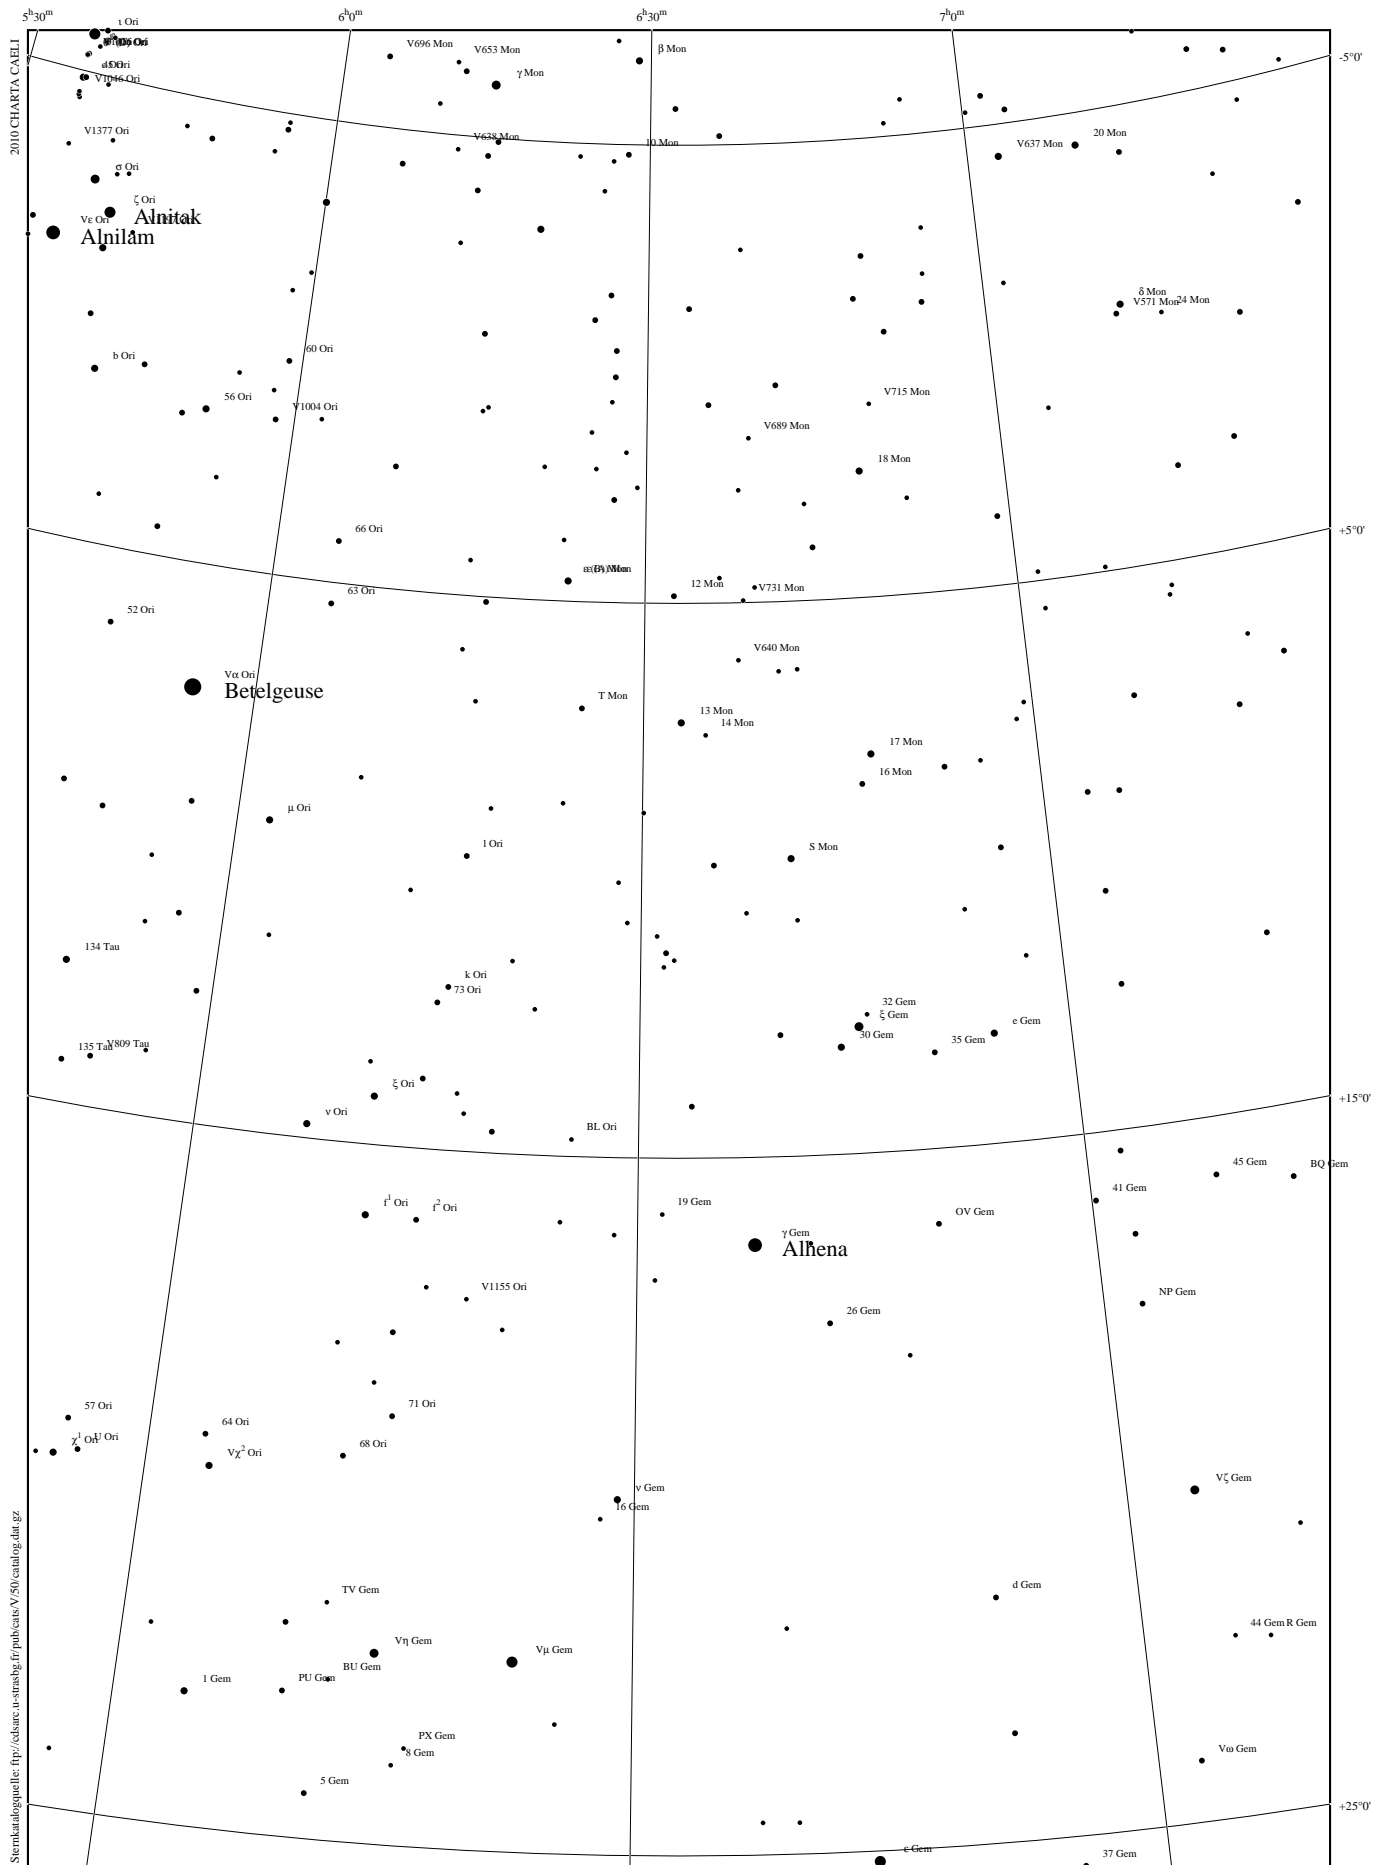 5h30m
6h0m
6h30m
7h0m
2010 CHARTA CAELI
ι Ori
V696 Mon
V653 Mon
β Mon
-5°0'
γ Mon
V1046 Ori
V1377 Ori
V638 Mon
10 Mon
V637 Mon
20 Mon
σ Ori
ζ Ori
Alnitak
Vε Ori
Alnilam
δ Mon
V571 Mon
24 Mon
60 Ori
b Ori
V715 Mon
56 Ori
V1004 Ori
V689 Mon
18 Mon
66 Ori
+5°0'
12 Mon
V731 Mon
63 Ori
52 Ori
V640 Mon
Vα Ori
Betelgeuse
T Mon
13 Mon
14 Mon
17 Mon
16 Mon
μ Ori
l Ori
S Mon
134 Tau
k Ori
73 Ori
32 Gem
ξ Gem
e Gem
30 Gem
35 Gem
135 Tau
V809 Tau
ξ Ori
+15°0'
ν Ori
BL Ori
45 Gem
BQ Gem
41 Gem
f1 Ori
f2 Ori
19 Gem
OV Gem
γ Gem
Alhena
V1155 Ori
NP Gem
26 Gem
57 Ori
71 Ori
64 Ori
χ1 Ori
U Ori
Vχ2 Ori
68 Ori
Vζ Gem
ν Gem
16 Gem
TV Gem
d Gem
44 Gem
R Gem
Vη Gem
Vμ Gem
BU Gem
1 Gem
PU Gem
PX Gem
8 Gem
Vω Gem
5 Gem
+25°0'
ε Gem
37 Gem
Sternkatalogquelle: ftp://cdsarc.u-strasbg.fr/pub/cats/V/50/catalog.dat.gz